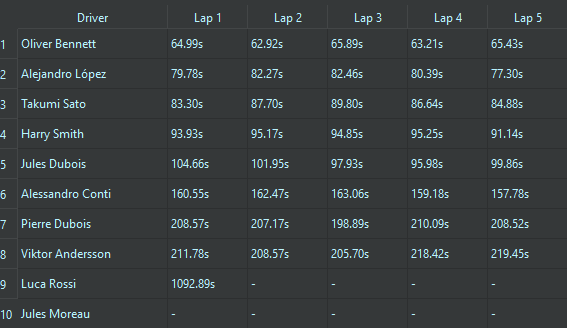 Driver Lap 1 Lap 2 Lap 3 Lap 4 Lap 5
1 Oliver Bennett 64.99s 62.92s 65.89s 63.21s 65.43s
2 Alejandro López 79.78s 82.27s 82.46s 80.39s 77.30s
3 Takumi Sato 83.30s 87.70s 89.80s 86.64s 84.88s
4 Harry Smith 93.93s 95.17s 94.85s 95.25s 91.14s
5 Jules Dubois 104.66s 101.95s 97.93s 95.98s 99.86s
6 Alessandro Conti 160.55s 162.47s 163.06s 159.18s 157.78s
7 Pierre Dubois 208.57s 207.17s 198.89s 210.09s 208.52s
8 Viktor Andersson 211.78s 208.57s 205.70s 218.42s 219.45s
9 Luca Rossi 1092.89s - - - -
10 Jules Moreau - - - - -